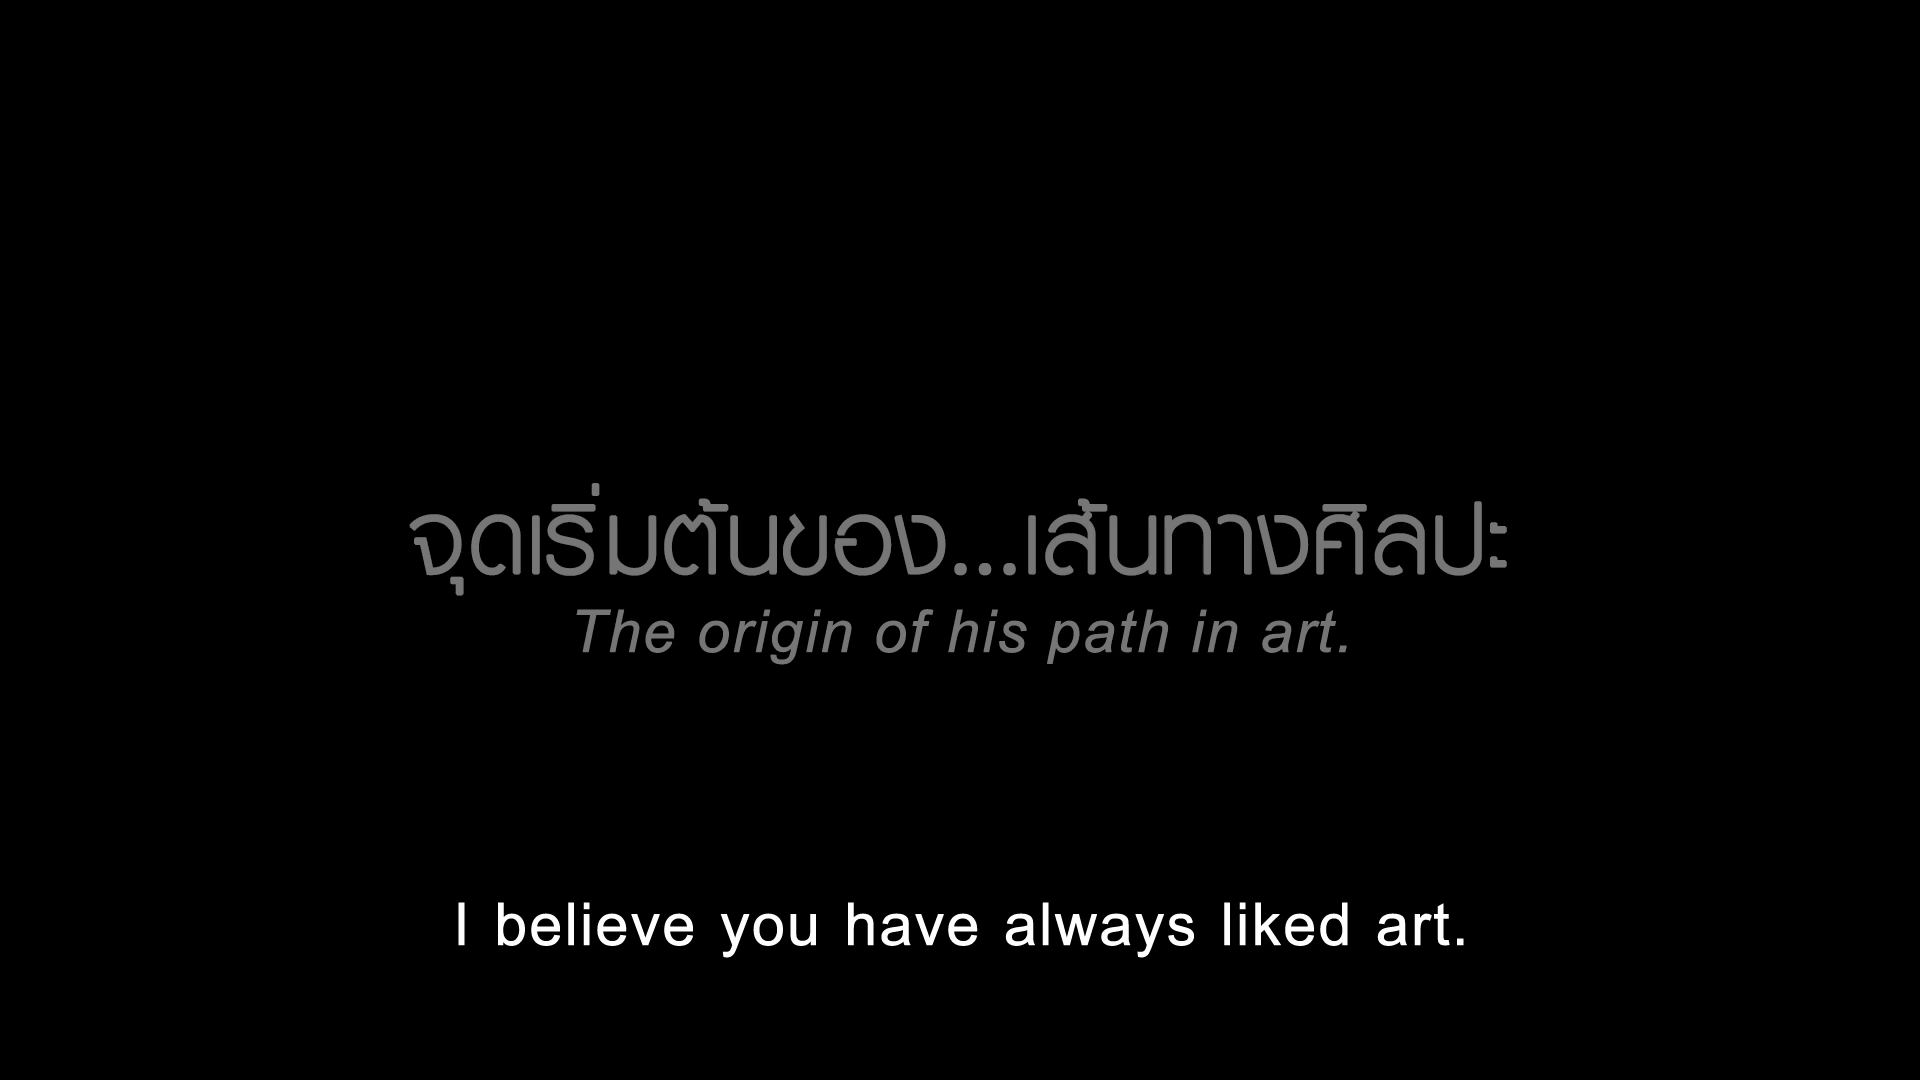 จุดเริ่มต้นของ...เส้นทางศิลปะ
The origin of his path in art.
I believe you have always liked art.